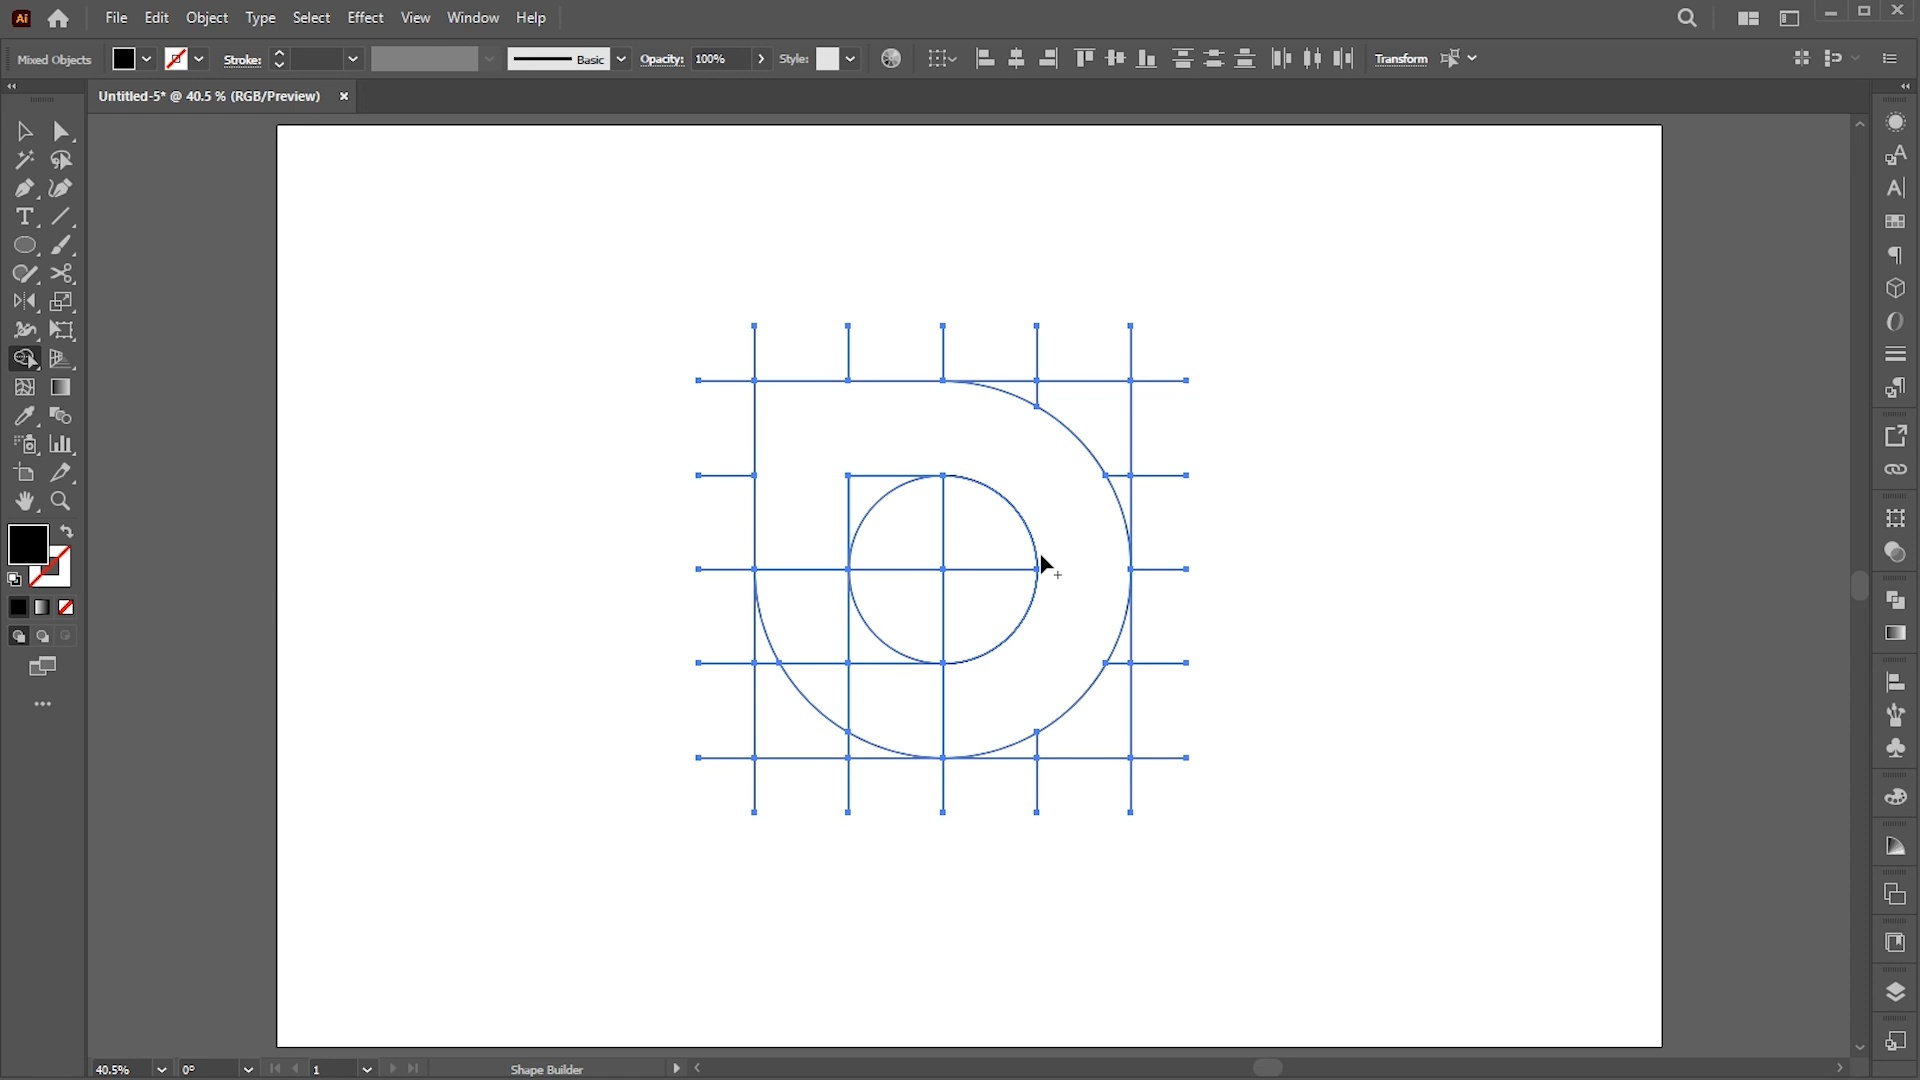 Ai File Edit Object Type Select Effect View Window Help
Mixed Objects Stroke: Basic Opacity: 100% Style: Transform
Untitled-5* @ 40.5 % (RGB/Preview) ×
40.5% 0° 1 Shape Builder